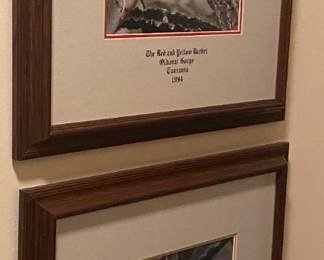 The Red and Yellow Barbet
Olduvai Gorge
Tanzania
1994